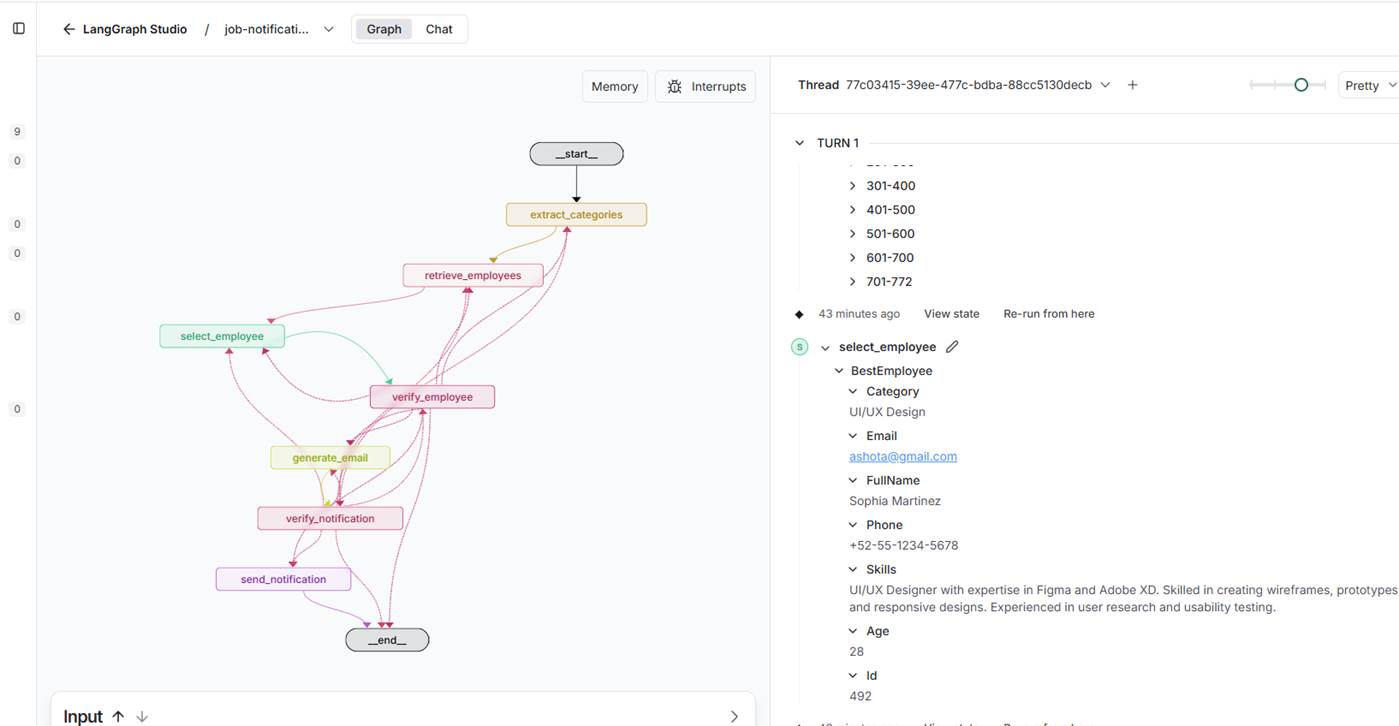 LangGraph Studio / job-notificati...
Graph Chat
9
0
0
0
0
0
Memory Interrupts
__start__
extract_categories
retrieve_employees
select_employee
verify_employee
generate_email
verify_notification
send_notification
__end__
Input
Thread 77c03415-39ee-477c-bdba-88cc5130decb
Pretty
TURN 1
301-400
401-500
501-600
601-700
701-772
43 minutes ago View state Re-run from here
S select_employee
BestEmployee
Category
UI/UX Design
Email
ashota@gmail.com
FullName
Sophia Martinez
Phone
+52-55-1234-5678
Skills
UI/UX Designer with expertise in Figma and Adobe XD. Skilled in creating wireframes, prototypes
and responsive designs. Experienced in user research and usability testing.
Age
28
Id
492